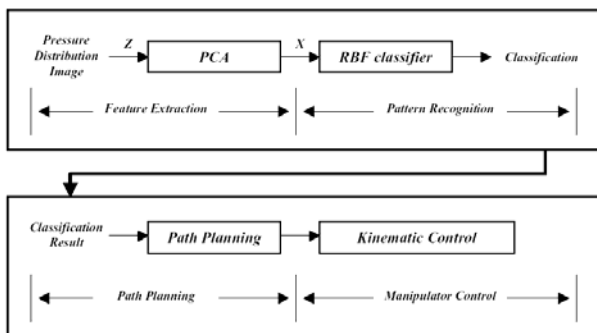 Pressure
Distribution
Image
Z
PCA
X
RBF classifier
Classification
Feature Extraction
Pattern Recognition
Classification
Result
Path Planning
Kinematic Control
Path Planning
Manipulator Control